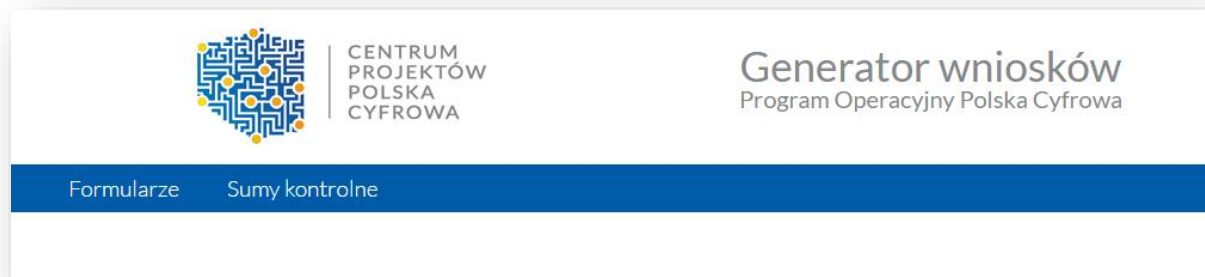 CENTRUM
PROJEKTÓW
POLSKA
CYFROWA
Generator wniosków
Program Operacyjny Polska Cyfrowa
Formularze Sumy kontrolne